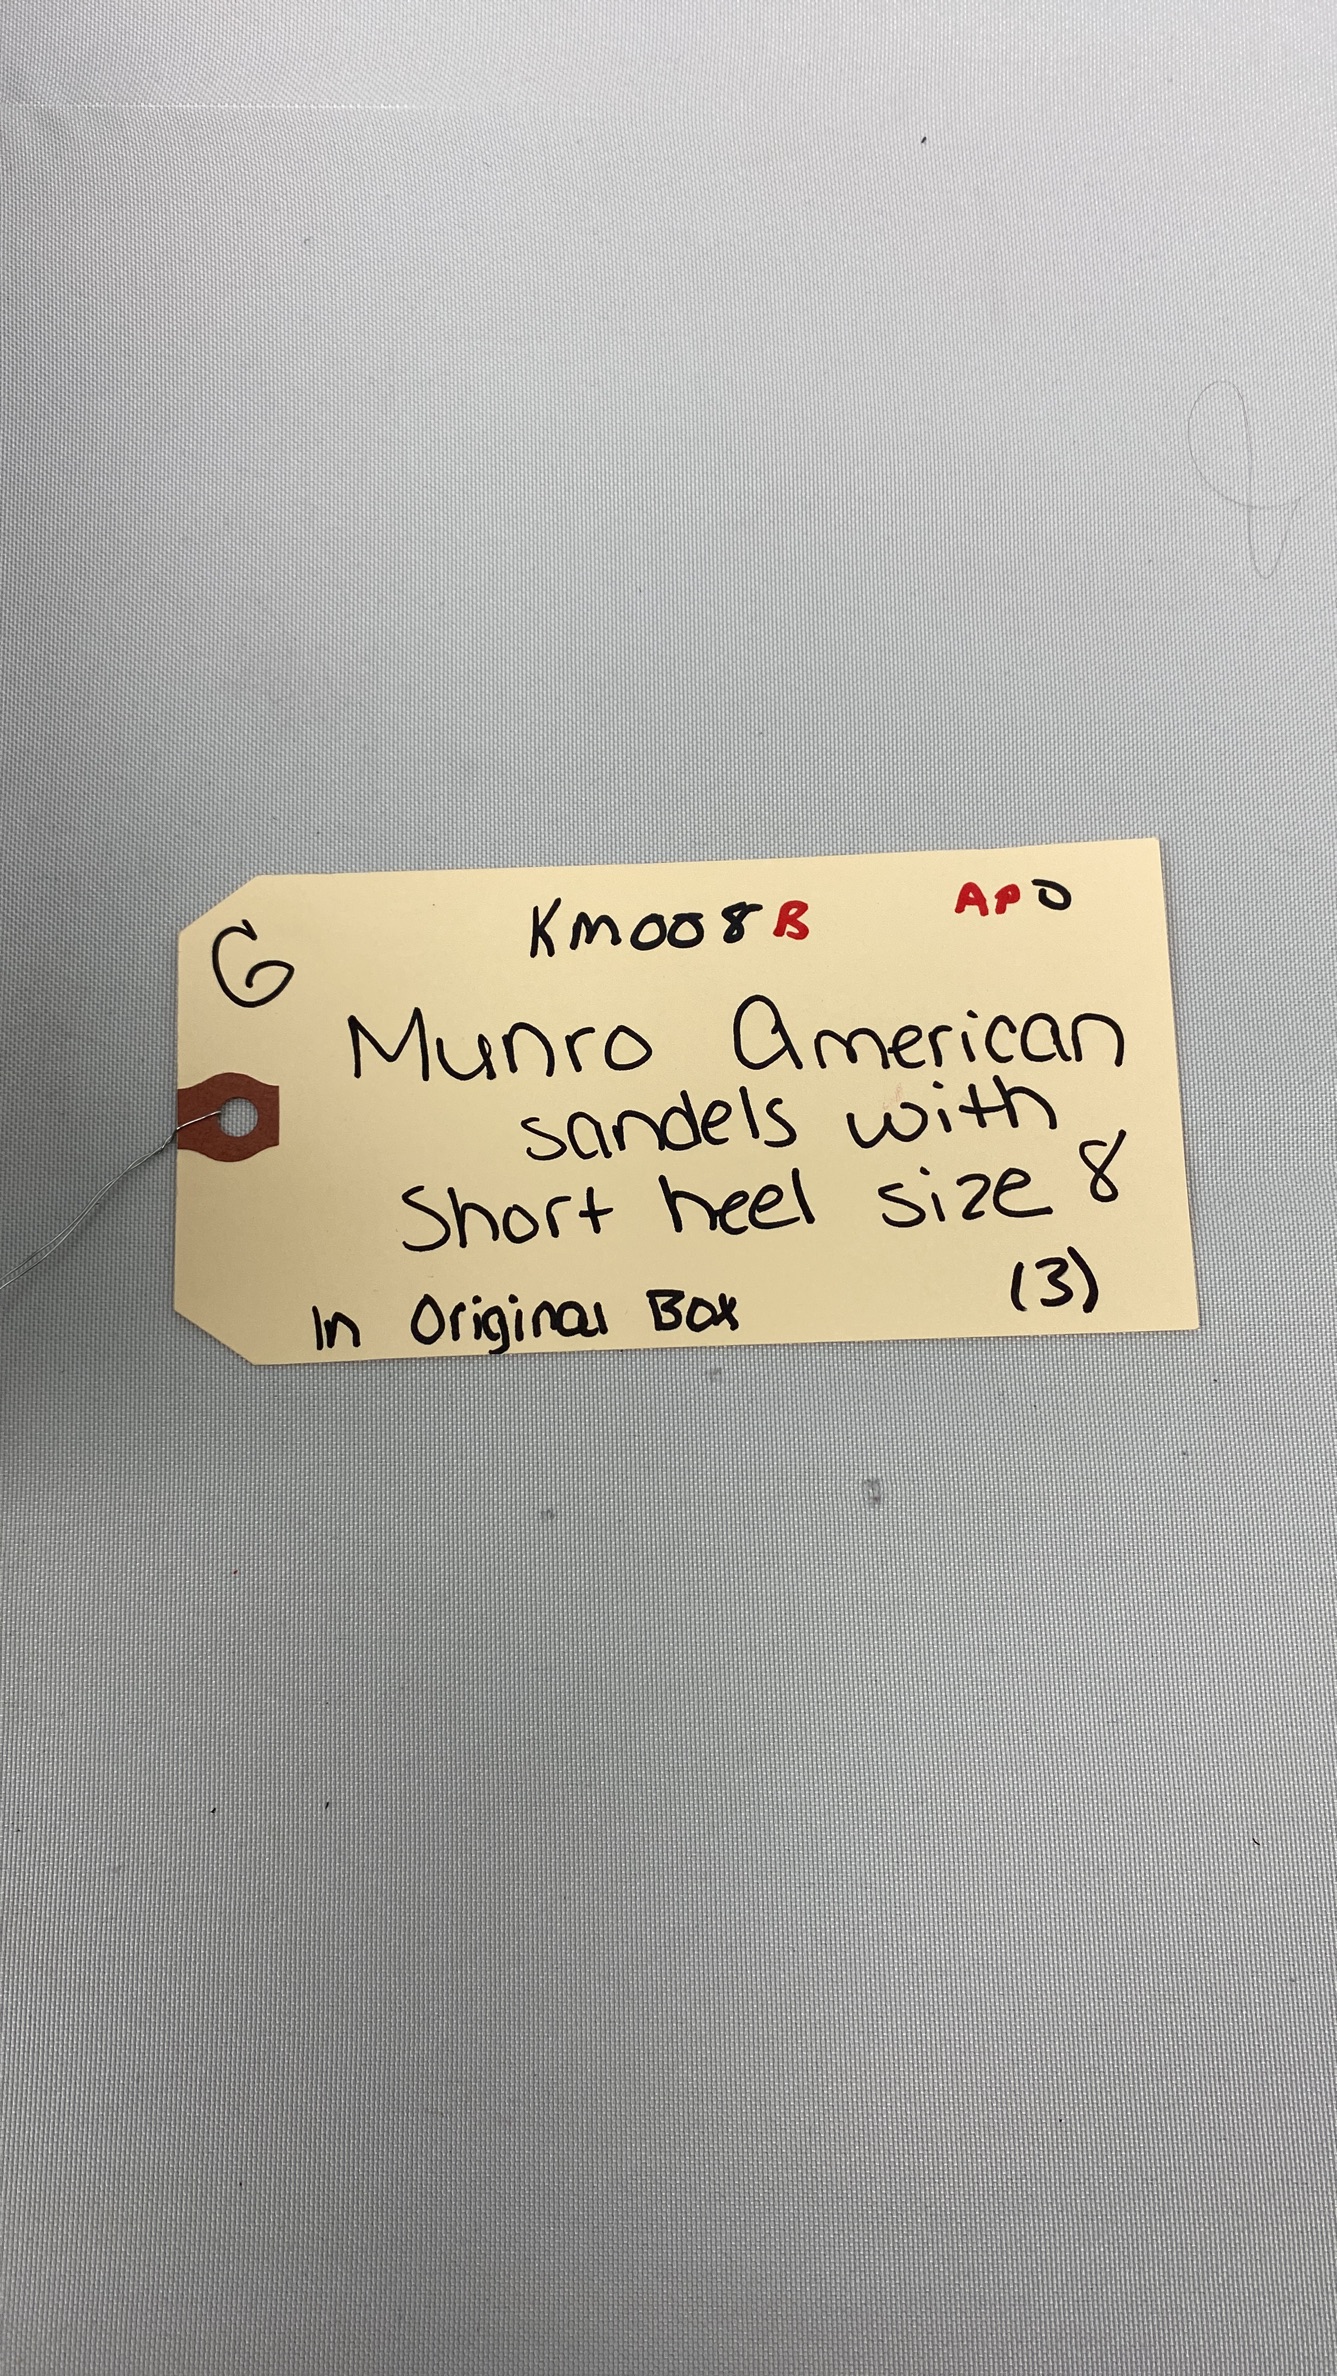 KM008B APD
G
Munro American
sandels with
Short heel size 8
(3)
In Original Box